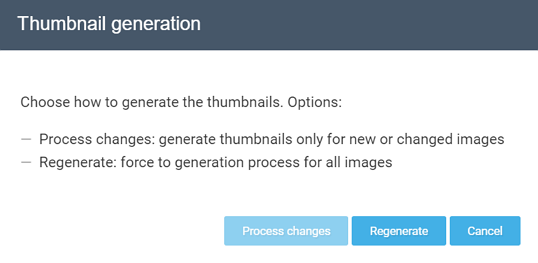 Thumbnail generation
Choose how to generate the thumbnails. Options:
— Process changes: generate thumbnails only for new or changed images
— Regenerate: force to generation process for all images
Process changes Regenerate Cancel